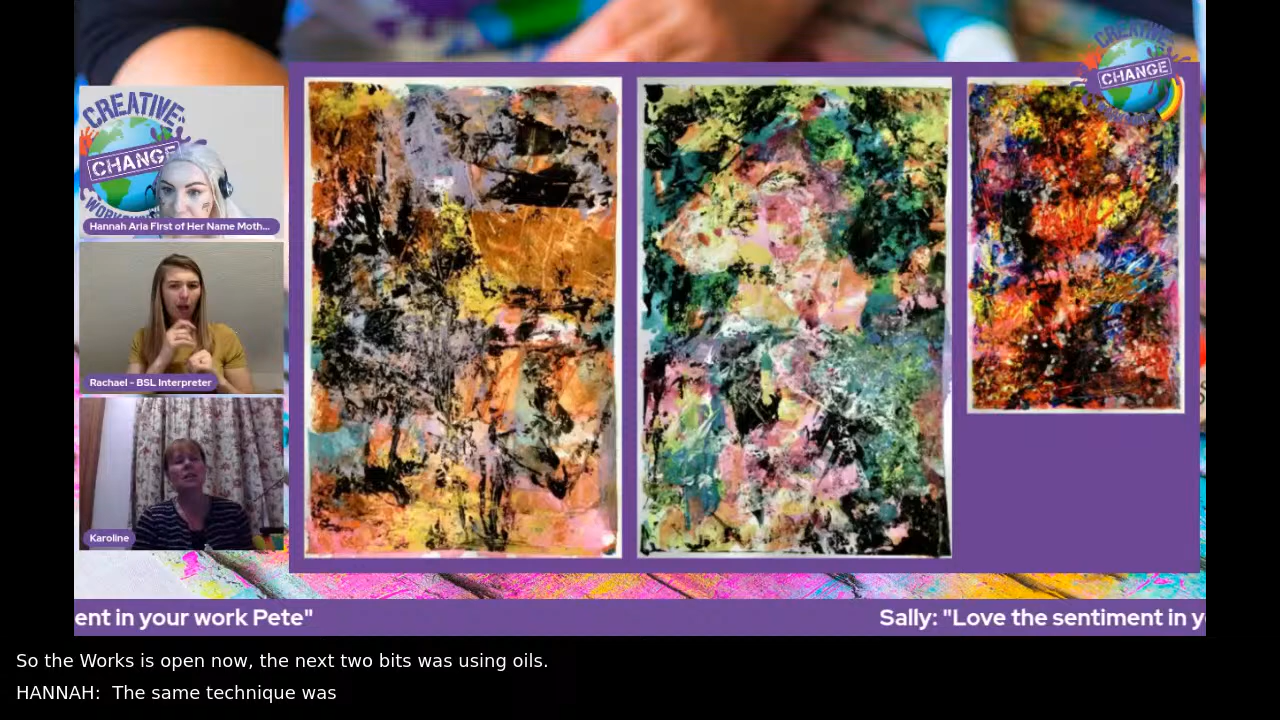 CREATIVE
CHANGE
CREATIVE
CHANGE
Hannah Aria First of Her Name Moth...
Rachael - BSL Interpreter
Karoline
ent in your work Pete"
Sally: "Love the sentiment in y
So the Works is open now, the next two bits was using oils.
HANNAH: The same technique was